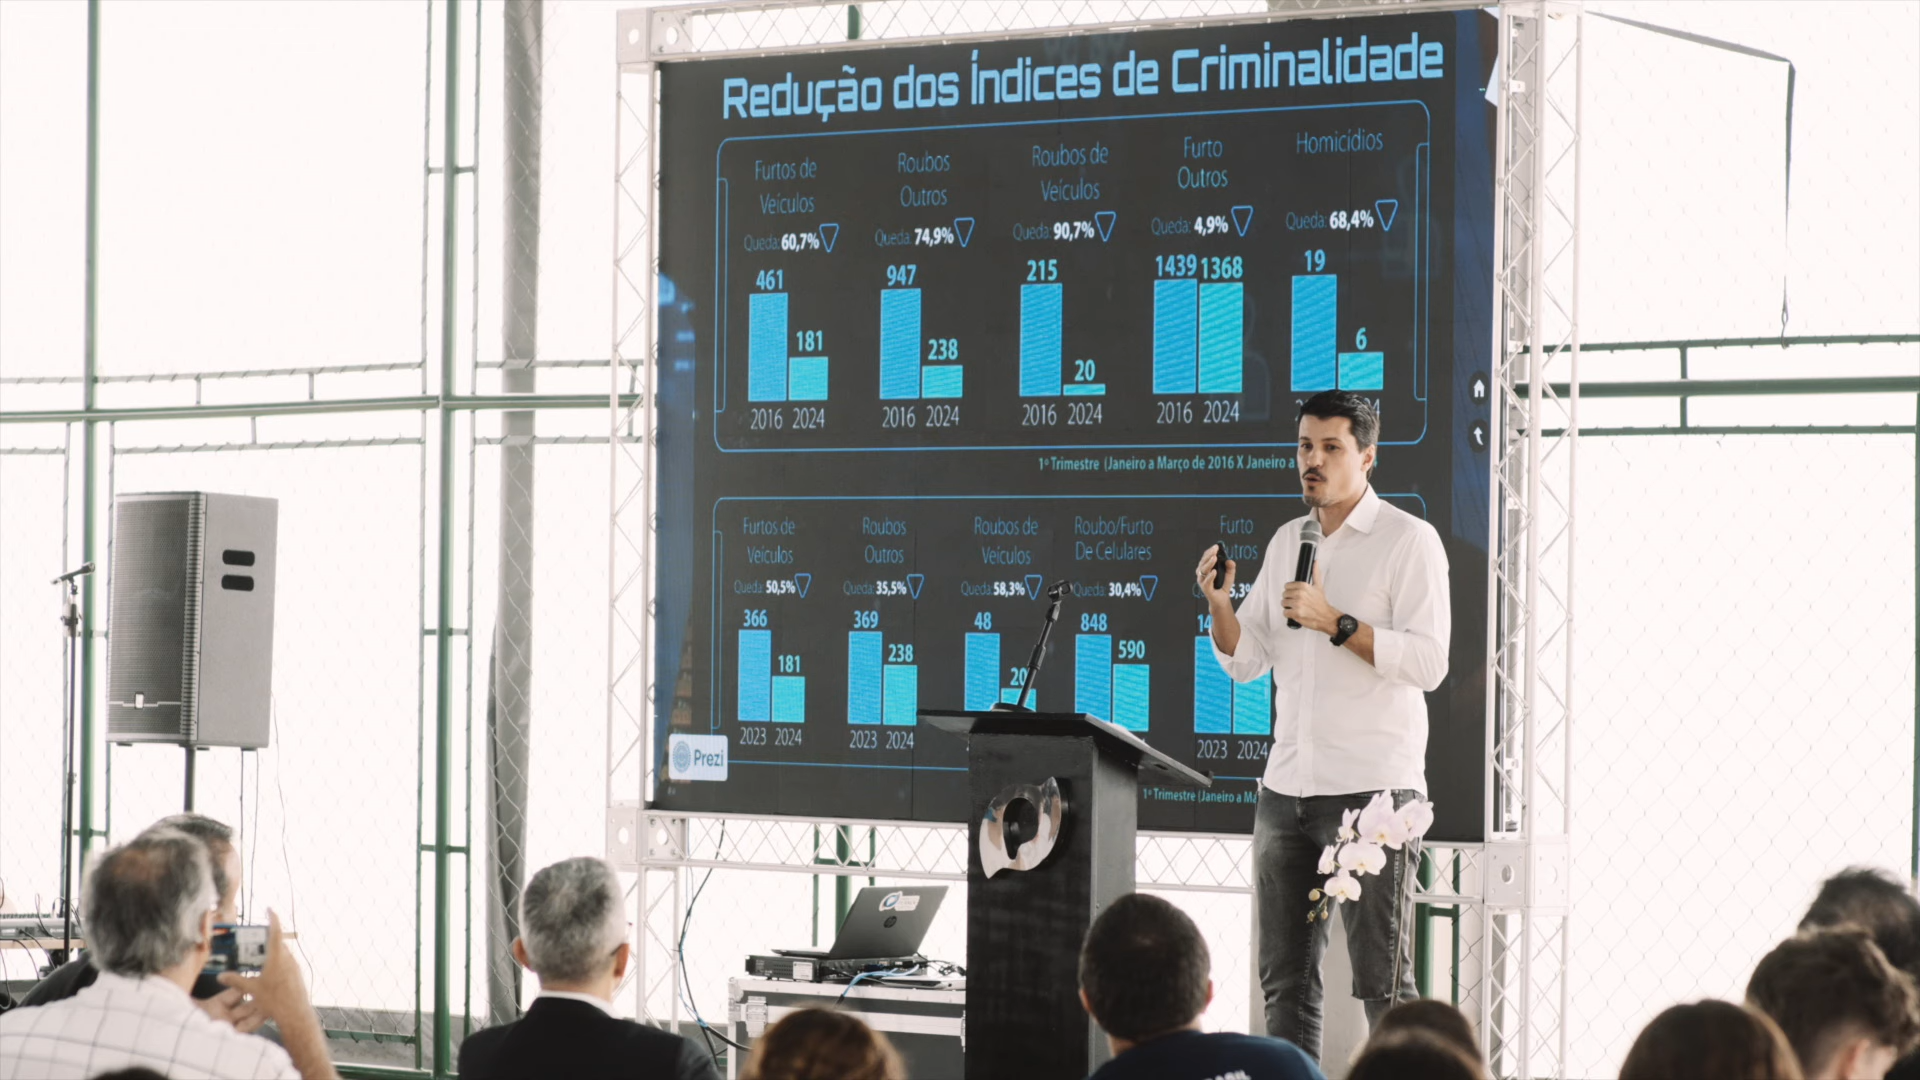 Redução dos Índices de Criminalidade
Furtos de
Veículos
Queda: 60,7%
461
181
2016 2024
Roubos
Outros
Queda: 74,9%
947
238
2016 2024
Roubos de
Veículos
Queda: 90,7%
215
20
2016 2024
Furto
Outros
Queda: 4,9%
1439 1368
2016 2024
Homicídios
Queda: 68,4%
19
6
1º Trimestre (Janeiro a Março de 2016 X Janeiro a
Furtos de
Veículos
Queda: 50,5%
366
181
2023 2024
Roubos
Outros
Queda: 35,5%
369
238
2023 2024
Roubos de
Veículos
Queda: 58,3%
48
20
Roubo/Furto
De Celulares
Queda: 30,4%
848
590
Furto
2023 2024
1º Trimestre (Janeiro a
Prezi